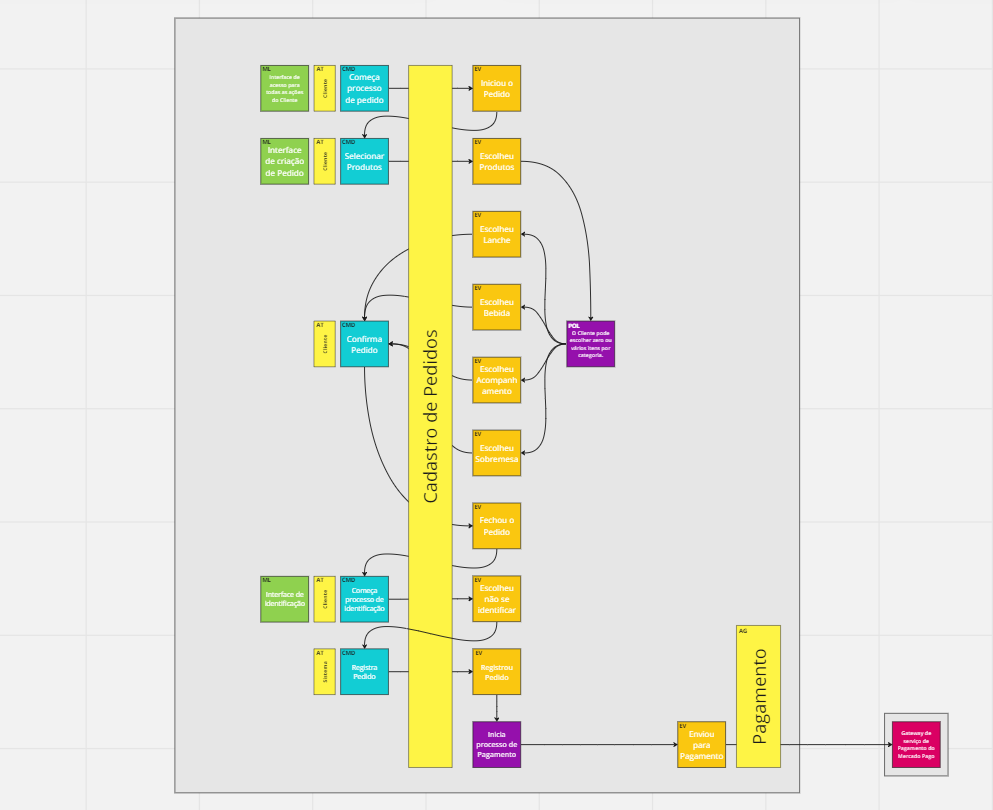 ML
Interface de
acesso para
todas as ações
do Cliente
AT
Cliente
CMD
Começa
processo
de pedido
EV
Iniciou o
Pedido
ML
Interface
de criação
de Pedido
AT
Cliente
CMD
Selecionar
Produtos
EV
Escolheu
Produtos
EV
Escolheu
Lanche
EV
Escolheu
Bebida
AT
Cliente
CMD
Confirma
Pedido
Cadastro de Pedidos
POL
O Cliente pode
escolher zero ou
vários itens por
categoria.
EV
Escolheu
Acompanh
amento
EV
Escolheu
Sobremesa
EV
Fechou o
Pedido
ML
Interface de
Identificação
AT
Cliente
CMD
Começa
processo de
identificação
EV
Escolheu
não se
identificar
AT
Sistema
CMD
Registra
Pedido
EV
Registrou
Pedido
Inicia
processo de
Pagamento
EV
Enviou
para
Pagamento
AG
Pagamento
Gateway de
serviço de
Pagamento do
Mercado Pago